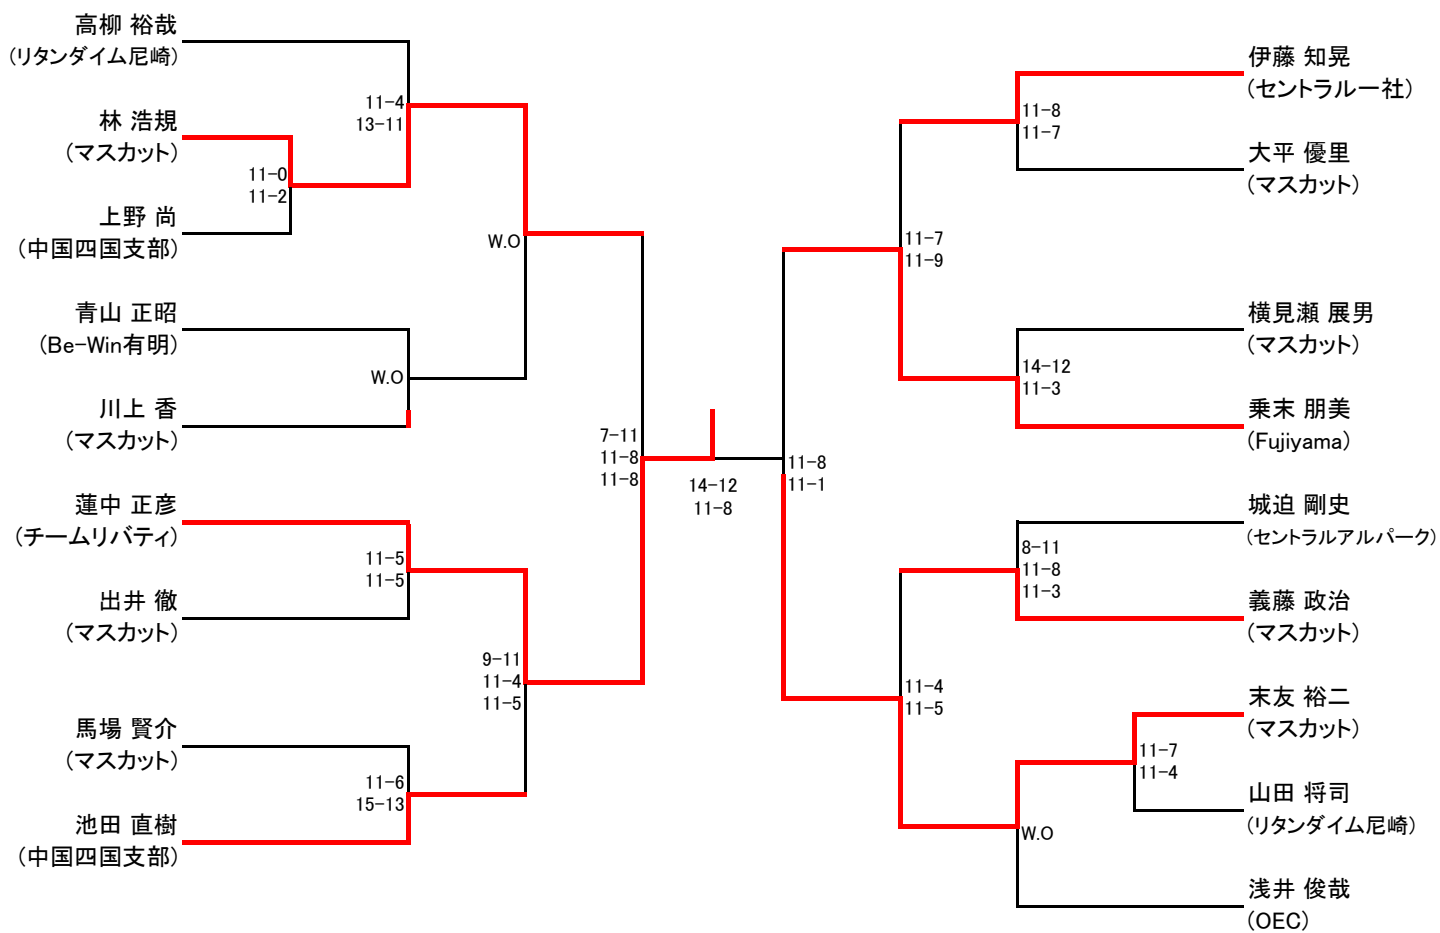 高柳 裕哉
(リタンダイム尼崎)
11-4
13-11
林 浩規
(マスカット)
11-0
11-2
上野 尚
(中国四国支部)
W.O
青山 正昭
(Be-Win有明)
W.O
川上 香
(マスカット)
7-11
11-8
11-8
蓮中 正彦
(チームリバティ)
11-5
11-5
出井 徹
(マスカット)
9-11
11-4
11-5
馬場 賢介
(マスカット)
11-6
15-13
池田 直樹
(中国四国支部)
14-12
11-8
伊藤 知晃
(セントラル一社)
11-8
11-7
大平 優里
(マスカット)
11-7
11-9
横見瀬 展男
(マスカット)
14-12
11-3
乗末 朋美
(Fujiyama)
11-8
11-1
城迫 剛史
(セントラルアルパーク)
8-11
11-8
11-3
義藤 政治
(マスカット)
11-4
11-5
末友 裕二
(マスカット)
11-7
11-4
山田 将司
(リタンダイム尼崎)
W.O
浅井 俊哉
(OEC)